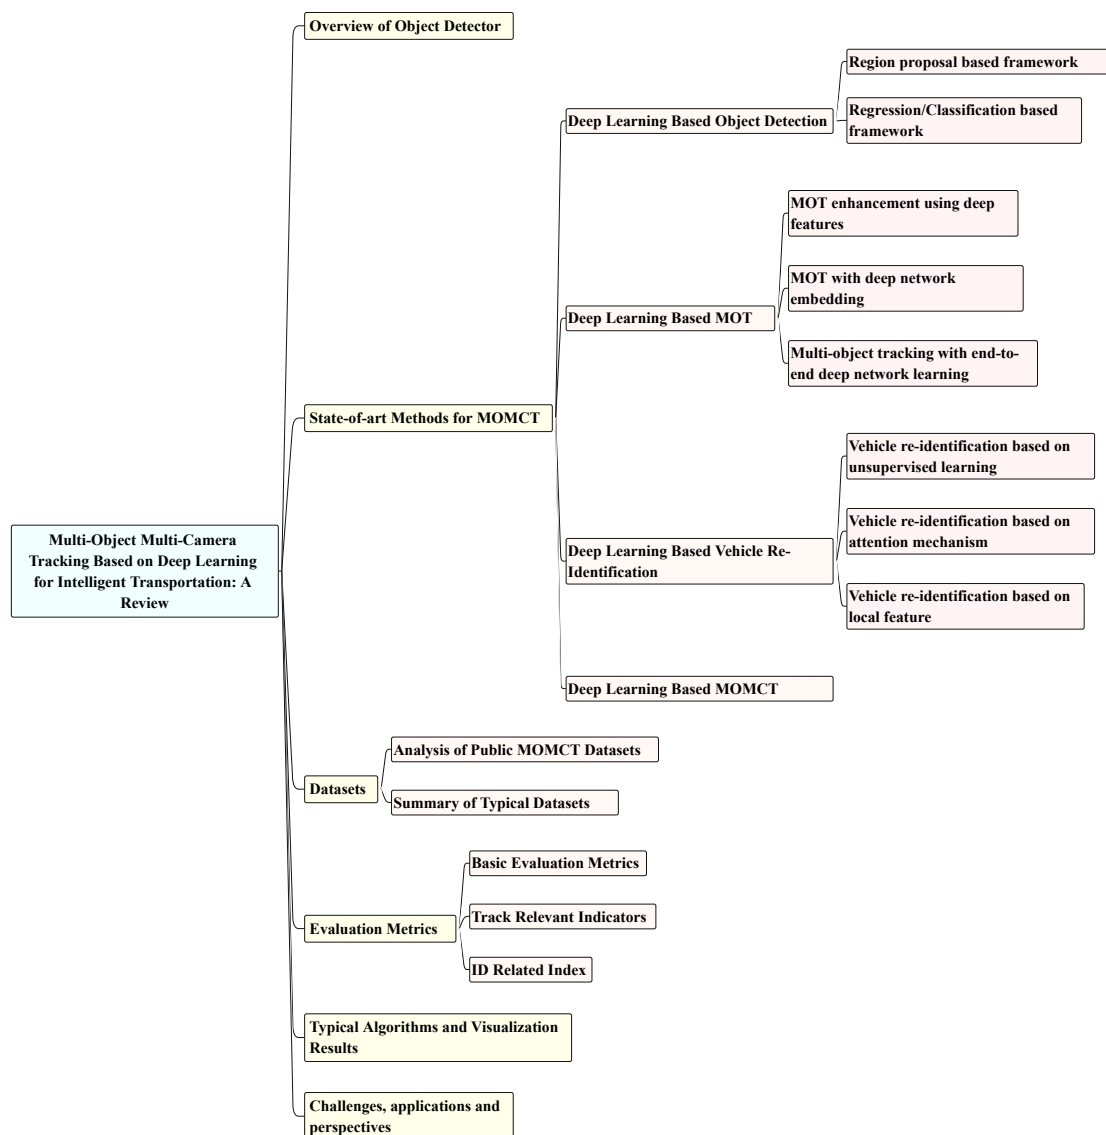 Multi-Object Multi-Camera
Tracking Based on Deep Learning
for Intelligent Transportation: A
Review
Overview of Object Detector
State-of-art Methods for MOMCT
Deep Learning Based Object Detection
Region proposal based framework
Regression/Classification based
framework
Deep Learning Based MOT
MOT enhancement using deep
features
MOT with deep network
embedding
Multi-object tracking with end-to-
end deep network learning
Deep Learning Based Vehicle Re-
Identification
Vehicle re-identification based on
unsupervised learning
Vehicle re-identification based on
attention mechanism
Vehicle re-identification based on
local feature
Deep Learning Based MOMCT
Datasets
Analysis of Public MOMCT Datasets
Summary of Typical Datasets
Evaluation Metrics
Basic Evaluation Metrics
Track Relevant Indicators
ID Related Index
Typical Algorithms and Visualization
Results
Challenges, applications and
perspectives